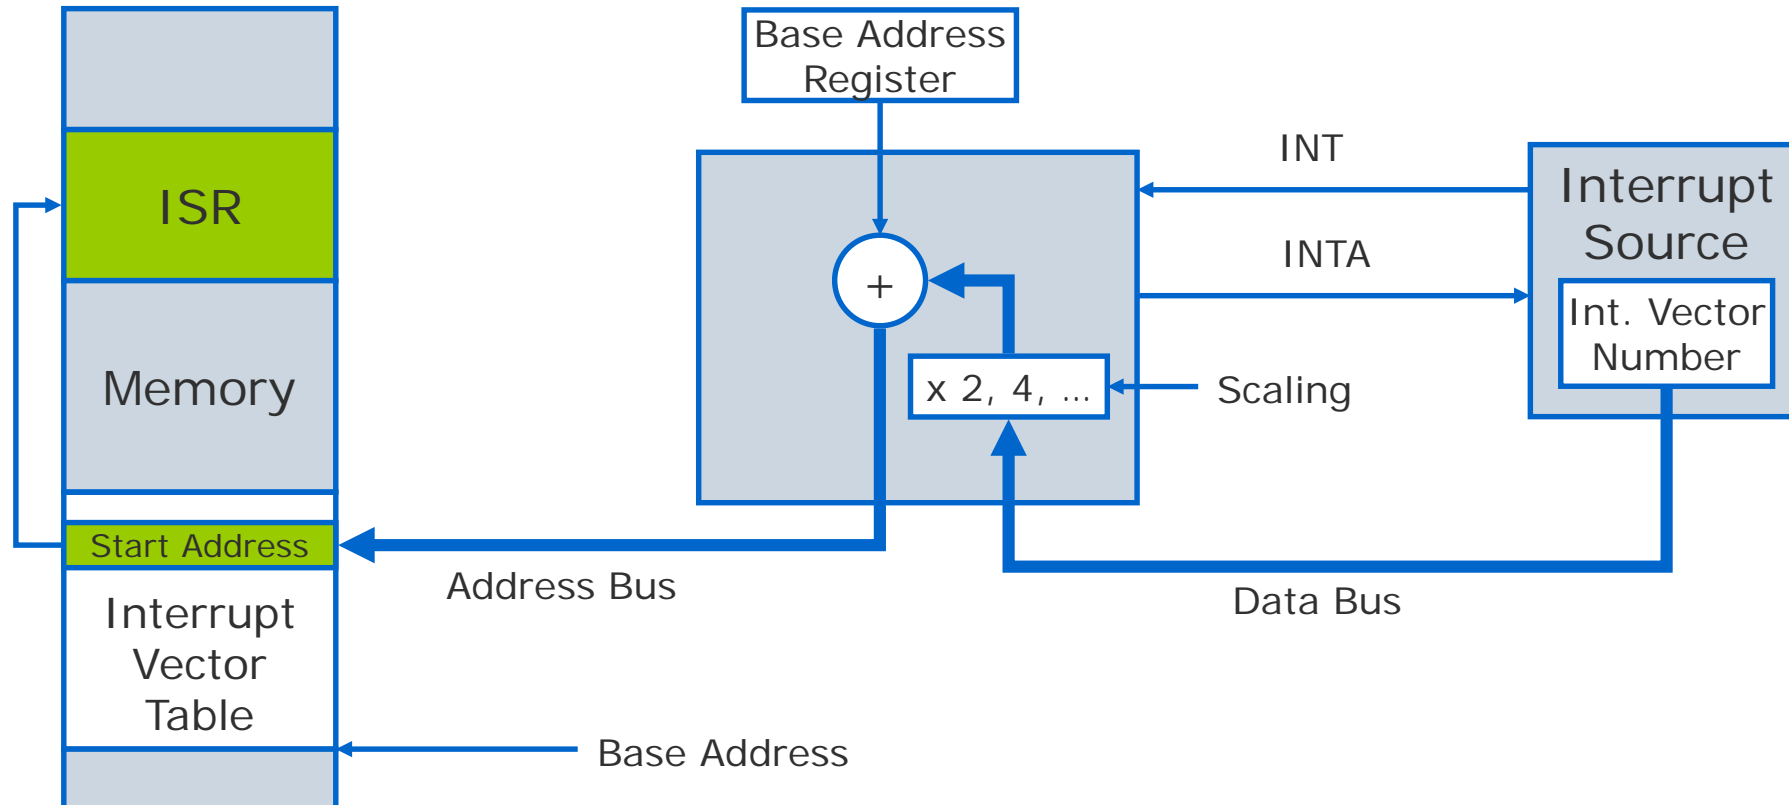 Base Address
Register
INT
INTA
Interrupt
Source
Int. Vector
Number
ISR
+
x 2, 4, ...
Scaling
Memory
Start Address
Address Bus
Data Bus
Interrupt
Vector
Table
Base Address